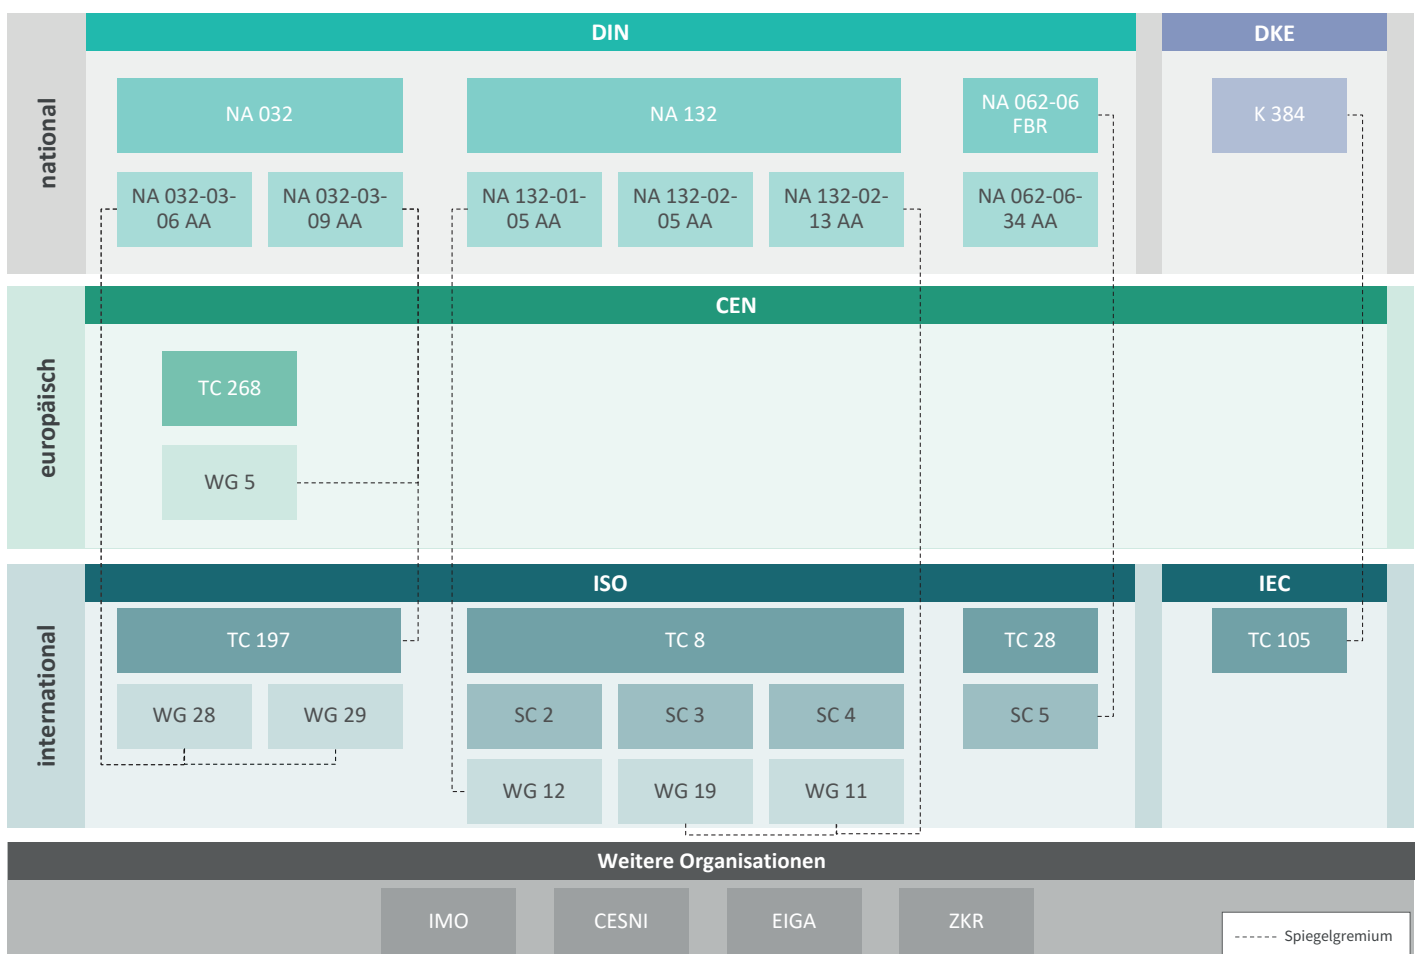 DIN
DKE
national
NA 032
NA 132
NA 062-06
FBR
K 384
NA 032-03-
06 AA
NA 032-03-
09 AA
NA 132-01-
05 AA
NA 132-02-
05 AA
NA 132-02-
13 AA
NA 062-06-
34 AA
CEN
europäisch
TC 268
WG 5
ISO
IEC
international
TC 197
TC 8
TC 28
TC 105
WG 28
WG 29
SC 2
SC 3
SC 4
SC 5
WG 12
WG 19
WG 11
Weitere Organisationen
IMO
CESNI
EIGA
ZKR
Spiegelgremium